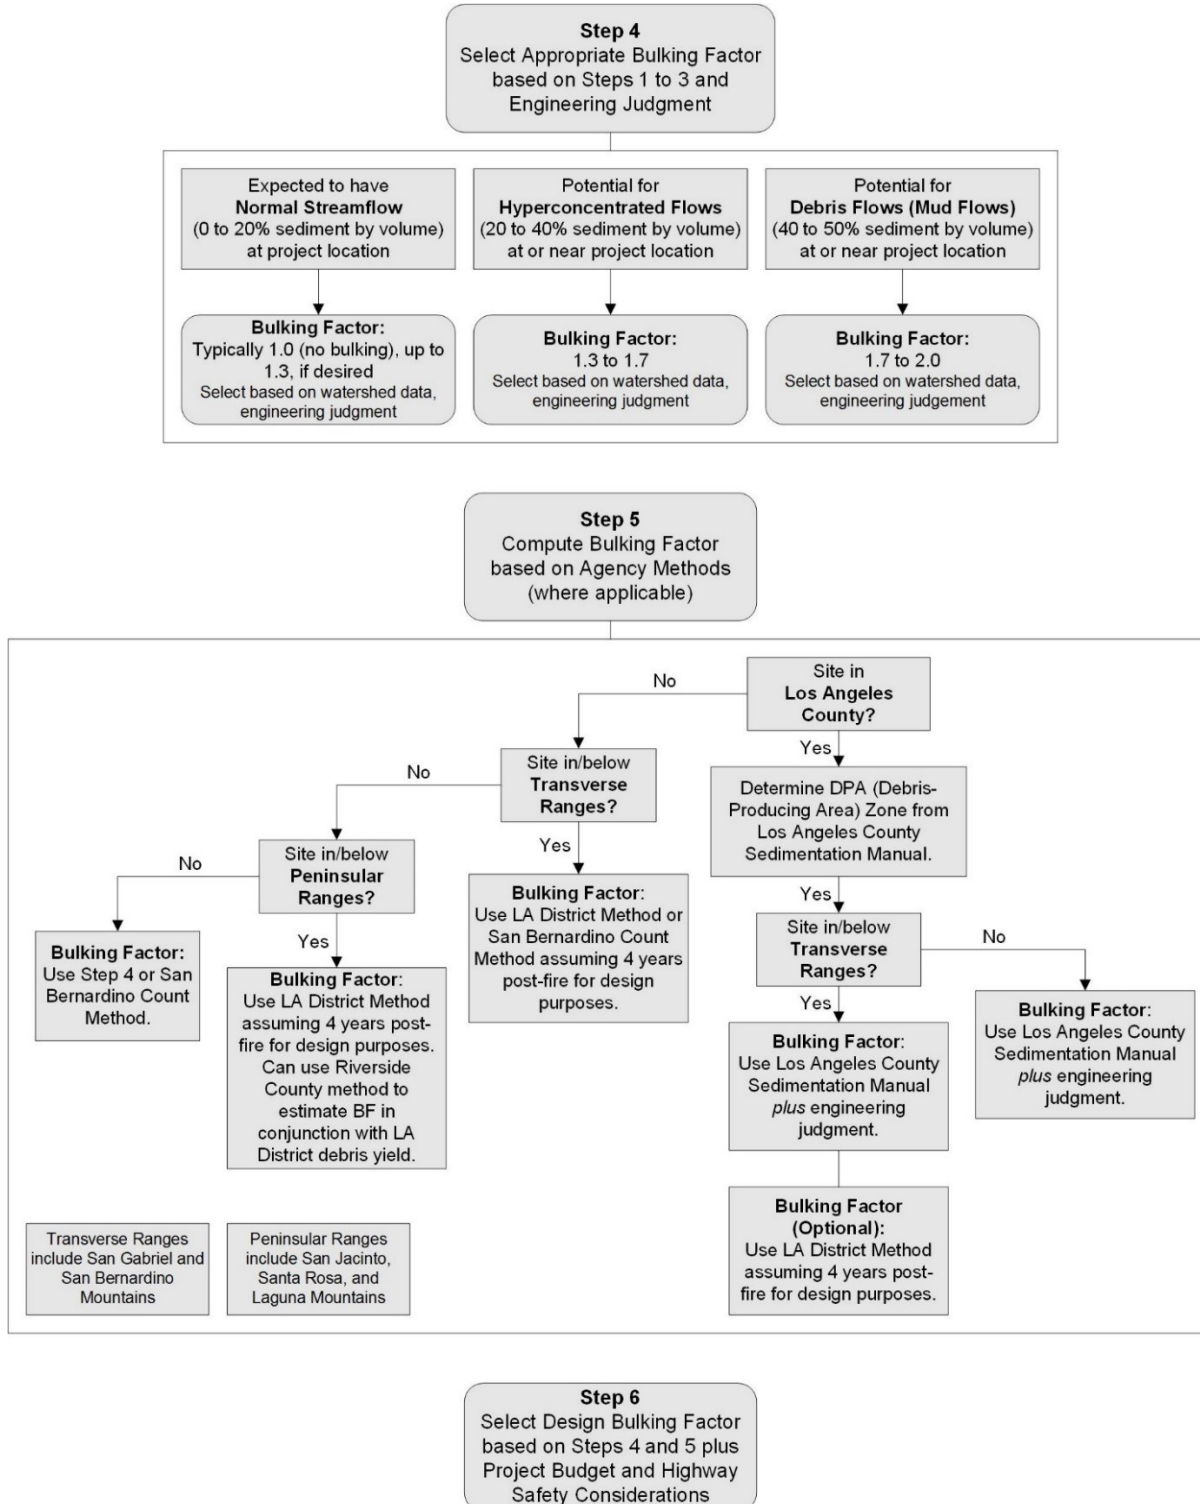 Step 4
Select Appropriate Bulking Factor
based on Steps 1 to 3 and
Engineering Judgment
Expected to have
Normal Streamflow
(0 to 20% sediment by volume)
at project location
Potential for
Hyperconcentrated Flows
(20 to 40% sediment by volume)
at or near project location
Potential for
Debris Flows (Mud Flows)
(40 to 50% sediment by volume)
at or near project location
Bulking Factor:
Typically 1.0 (no bulking), up to
1.3, if desired
Select based on watershed data,
engineering judgment
Bulking Factor:
1.3 to 1.7
Select based on watershed data,
engineering judgment
Bulking Factor:
1.7 to 2.0
Select based on watershed data,
engineering judgement
Step 5
Compute Bulking Factor
based on Agency Methods
(where applicable)
Site in
Los Angeles
County?
No
Yes
Site in/below
Transverse
Ranges?
No
Yes
Determine DPA (Debris-
Producing Area) Zone from
Los Angeles County
Sedimentation Manual.
Yes
Site in/below
Peninsular
Ranges?
No
Yes
Bulking Factor:
Use LA District Method or
San Bernardino Count
Method assuming 4 years
post-fire for design
purposes.
Site in/below
Transverse
Ranges?
No
Yes
Bulking Factor:
Use Step 4 or San
Bernardino Count
Method.
Bulking Factor:
Use LA District Method
assuming 4 years post-
fire for design purposes.
Can use Riverside
County method to
estimate BF in
conjunction with LA
District debris yield.
Bulking Factor:
Use Los Angeles County
Sedimentation Manual
plus engineering
judgment.
Bulking Factor:
Use Los Angeles County
Sedimentation Manual
plus engineering
judgment.
Bulking Factor
(Optional):
Use LA District Method
assuming 4 years post-
fire for design purposes.
Transverse Ranges
include San Gabriel and
San Bernardino
Mountains
Peninsular Ranges
include San Jacinto,
Santa Rosa, and
Laguna Mountains
Step 6
Select Design Bulking Factor
based on Steps 4 and 5 plus
Project Budget and Highway
Safety Considerations